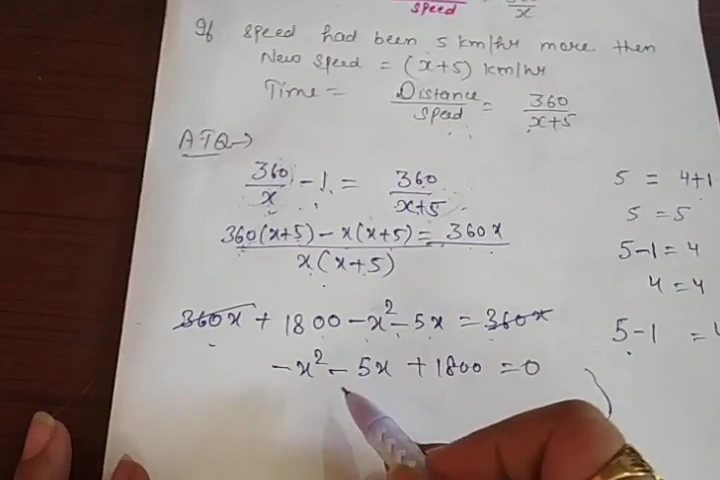 Speed x
If speed had been 5 km/hr more then
New Speed = (x+5) km/hr
Time = Distance/Speed = 360/x+5
ATQ→
360/x - 1 = 360/x+5
360(x+5) - x(x+5) = 360x
x(x+5)
360x + 1800 - x² - 5x = 360x
- x² - 5x + 1800 = 0
5 = 4+1
5 = 5
5-1 = 4
4 = 4
5-1 =